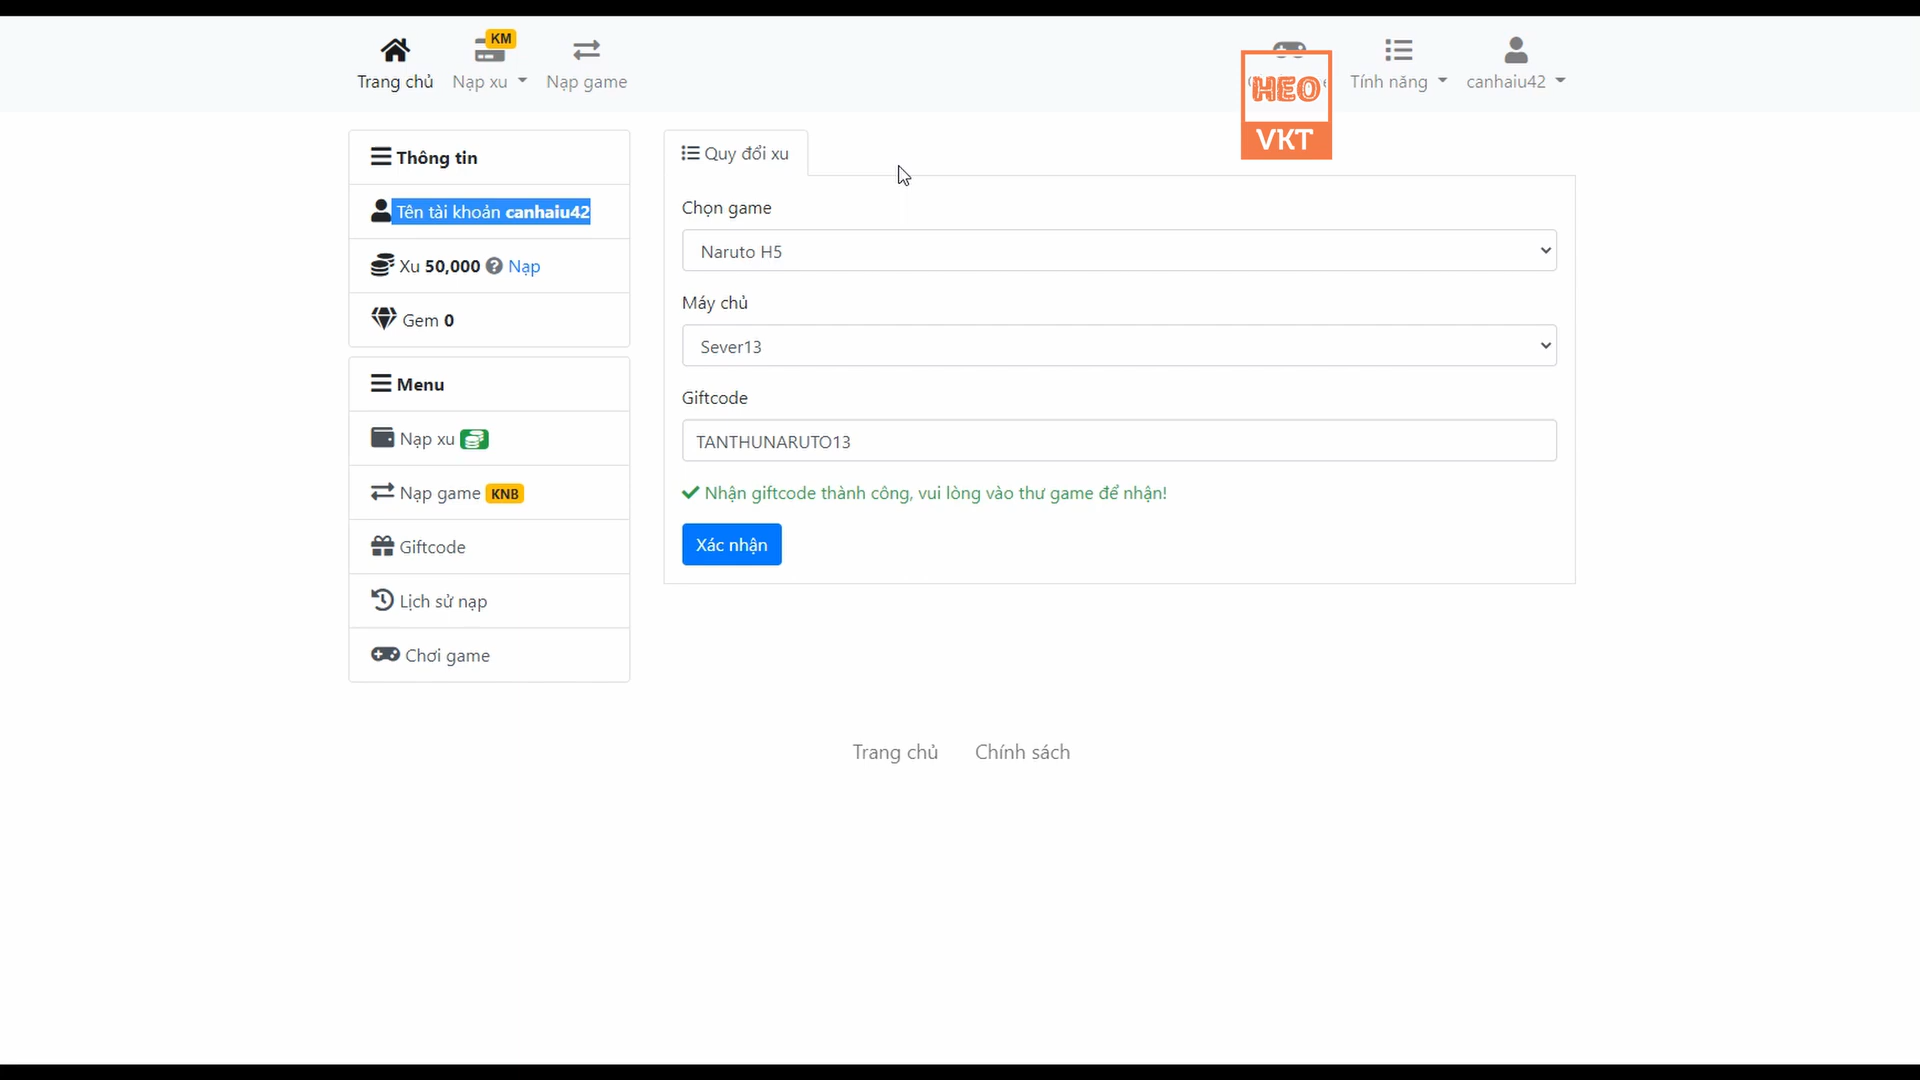 KM
Trang chủ
Nạp xu
Nạp game
HEO
VKT
Tính năng
canhaiu42
Thông tin
Tên tài khoản canhaiu42
Xu 50,000 Nạp
Gem 0
Menu
Nạp xu
Nạp game KNB
Giftcode
Lịch sử nạp
Chơi game
Quy đổi xu
Chọn game
Naruto H5
Máy chủ
Sever13
Giftcode
TANTHUNARUTO13
Nhận giftcode thành công, vui lòng vào thư game để nhận!
Xác nhận
Trang chủ
Chính sách